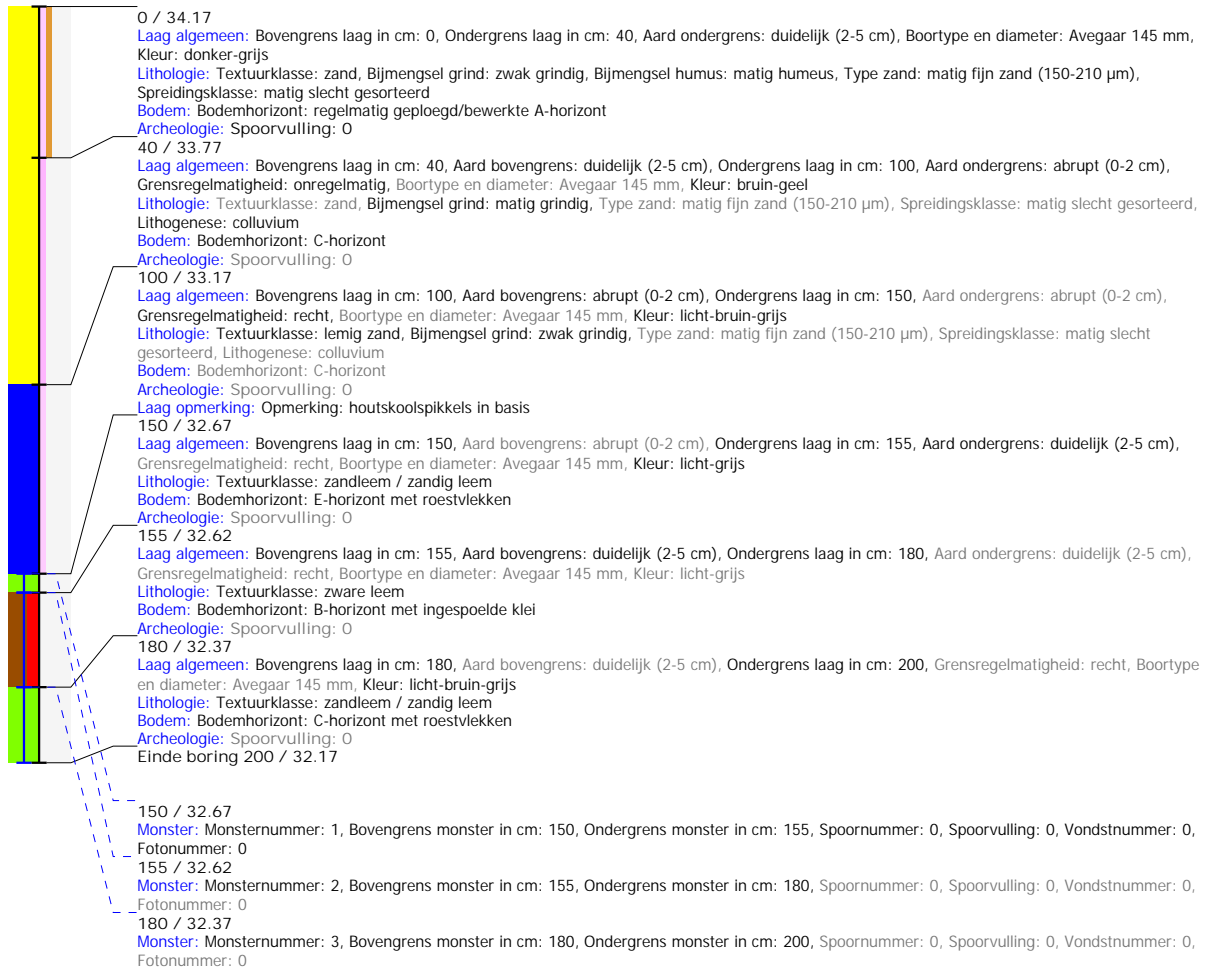 0 / 34.17
Laag algemeen: Bovengrens laag in cm: 0, Ondergrens laag in cm: 40, Aard ondergrens: duidelijk (2-5 cm), Boortype en diameter: Avegaar 145 mm,
Kleur: donker-grijs
Lithologie: Textuurklasse: zand, Bijmengsel grind: zwak grindig, Bijmengsel humus: matig humeus, Type zand: matig fijn zand (150-210 µm),
Spreidingsklasse: matig slecht gesorteerd
Bodem: Bodemhorizont: regelmatig geploegd/bewerkte A-horizont
Archeologie: Spoorvulling: 0
40 / 33.77
Laag algemeen: Bovengrens laag in cm: 40, Aard bovengrens: duidelijk (2-5 cm), Ondergrens laag in cm: 100, Aard ondergrens: abrupt (0-2 cm),
Grensregelmatigheid: onregelmatig, Boortype en diameter: Avegaar 145 mm, Kleur: bruin-geel
Lithologie: Textuurklasse: zand, Bijmengsel grind: matig grindig, Type zand: matig fijn zand (150-210 µm), Spreidingsklasse: matig slecht gesorteerd,
Lithogenese: colluvium
Bodem: Bodemhorizont: C-horizont
Archeologie: Spoorvulling: 0
100 / 33.17
Laag algemeen: Bovengrens laag in cm: 100, Aard bovengrens: abrupt (0-2 cm), Ondergrens laag in cm: 150, Aard ondergrens: abrupt (0-2 cm),
Grensregelmatigheid: recht, Boortype en diameter: Avegaar 145 mm, Kleur: licht-bruin-grijs
Lithologie: Textuurklasse: lemig zand, Bijmengsel grind: zwak grindig, Type zand: matig fijn zand (150-210 µm), Spreidingsklasse: matig slecht
gesorteerd, Lithogenese: colluvium
Bodem: Bodemhorizont: C-horizont
Archeologie: Spoorvulling: 0
Laag opmerking: Opmerking: houtskoolspikkels in basis
150 / 32.67
Laag algemeen: Bovengrens laag in cm: 150, Aard bovengrens: abrupt (0-2 cm), Ondergrens laag in cm: 155, Aard ondergrens: duidelijk (2-5 cm),
Grensregelmatigheid: recht, Boortype en diameter: Avegaar 145 mm, Kleur: licht-grijs
Lithologie: Textuurklasse: zandleem / zandig leem
Bodem: Bodemhorizont: E-horizont met roestvlekken
Archeologie: Spoorvulling: 0
155 / 32.62
Laag algemeen: Bovengrens laag in cm: 155, Aard bovengrens: duidelijk (2-5 cm), Ondergrens laag in cm: 180, Aard ondergrens: duidelijk (2-5 cm),
Grensregelmatigheid: recht, Boortype en diameter: Avegaar 145 mm, Kleur: licht-grijs
Lithologie: Textuurklasse: zware leem
Bodem: Bodemhorizont: B-horizont met ingespoelde klei
Archeologie: Spoorvulling: 0
180 / 32.37
Laag algemeen: Bovengrens laag in cm: 180, Aard bovengrens: duidelijk (2-5 cm), Ondergrens laag in cm: 200, Grensregelmatigheid: recht, Boortype
en diameter: Avegaar 145 mm, Kleur: licht-bruin-grijs
Lithologie: Textuurklasse: zandleem / zandig leem
Bodem: Bodemhorizont: C-horizont met roestvlekken
Archeologie: Spoorvulling: 0
Einde boring 200 / 32.17
150 / 32.67
Monster: Monsternummer: 1, Bovengrens monster in cm: 150, Ondergrens monster in cm: 155, Spoornummer: 0, Spoorvulling: 0, Vondstnummer: 0,
Fotonummer: 0
155 / 32.62
Monster: Monsternummer: 2, Bovengrens monster in cm: 155, Ondergrens monster in cm: 180, Spoornummer: 0, Spoorvulling: 0, Vondstnummer: 0,
Fotonummer: 0
180 / 32.37
Monster: Monsternummer: 3, Bovengrens monster in cm: 180, Ondergrens monster in cm: 200, Spoornummer: 0, Spoorvulling: 0, Vondstnummer: 0,
Fotonummer: 0